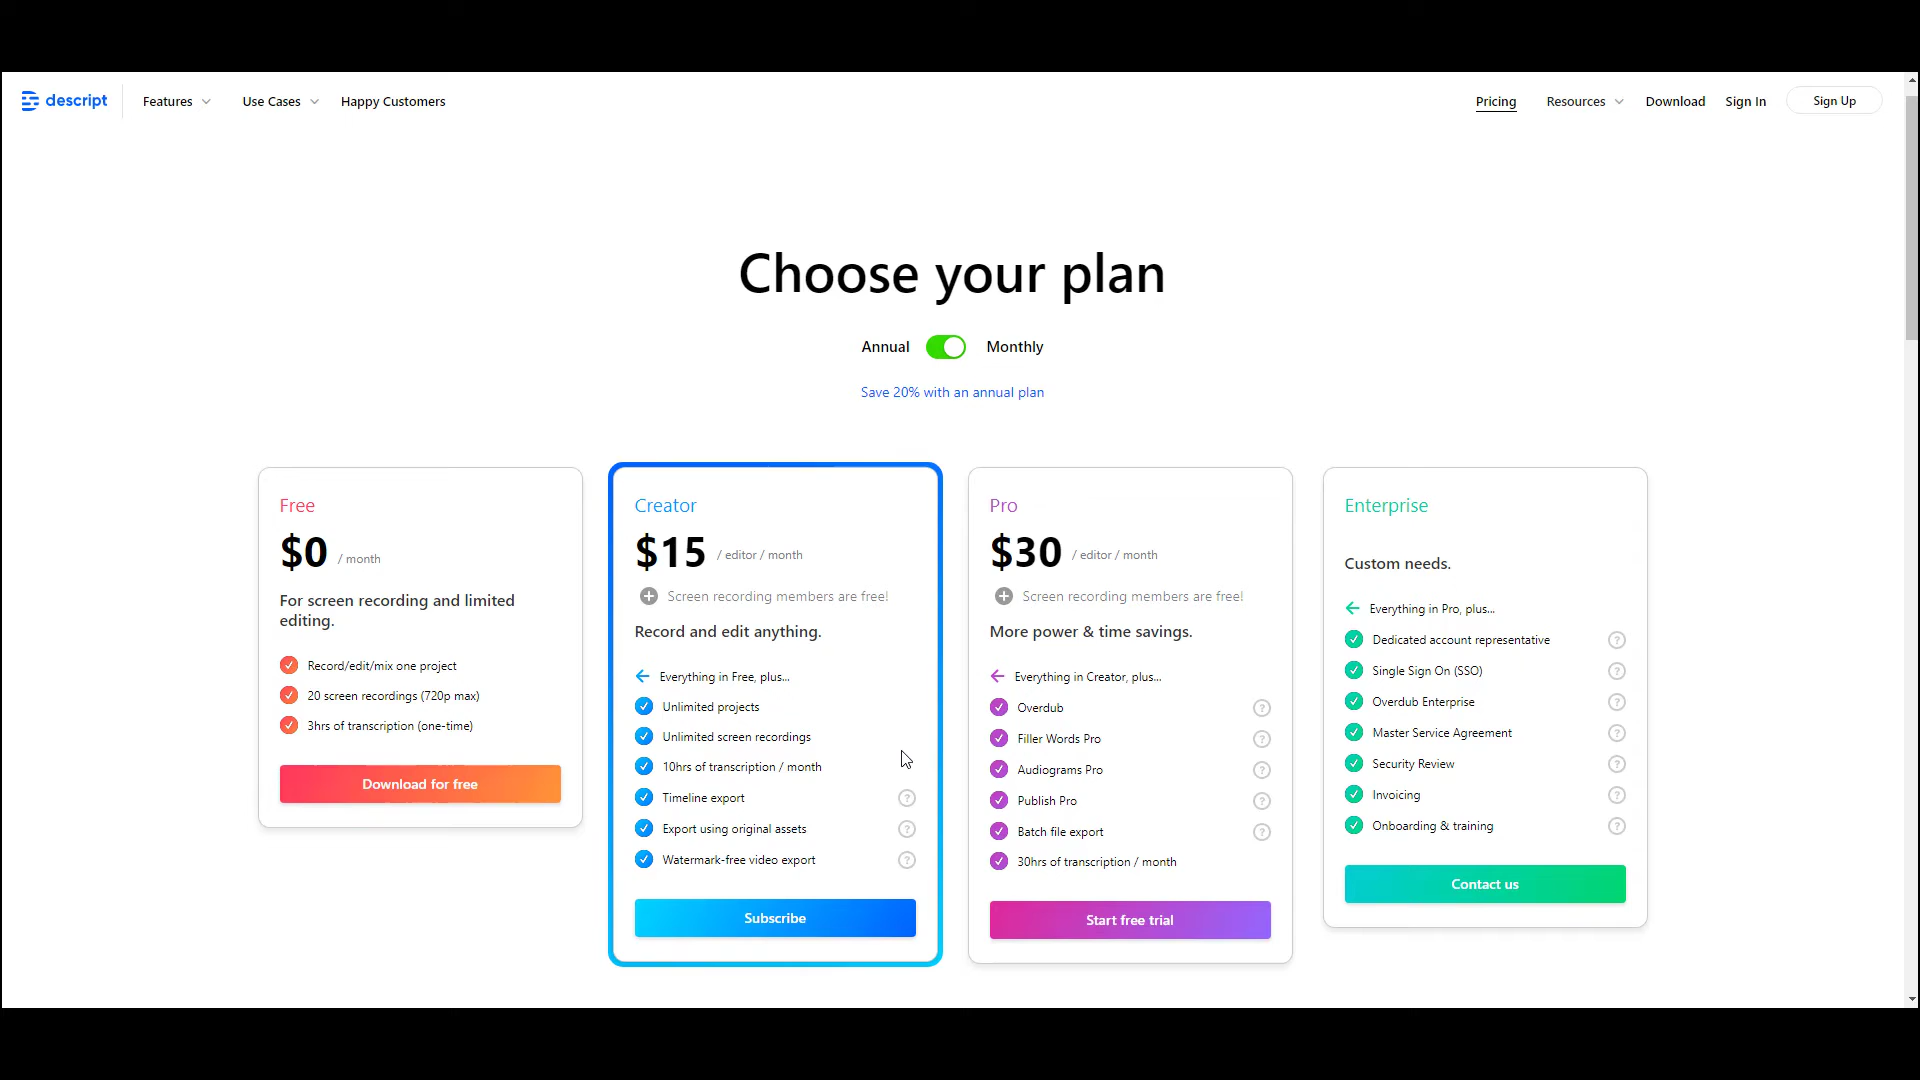 descript
Features
Use Cases
Happy Customers
Pricing
Resources
Download
Sign In
Sign Up
Choose your plan
Annual
Monthly
Save 20% with an annual plan
Free
$0 / month
For screen recording and limited
editing.
Record/edit/mix one project
20 screen recordings (720p max)
3hrs of transcription (one-time)
Download for free
Creator
$15 / editor / month
Screen recording members are free!
Record and edit anything.
Everything in Free, plus...
Unlimited projects
Unlimited screen recordings
10hrs of transcription / month
Timeline export ?
Export using original assets ?
Watermark-free video export ?
Subscribe
Pro
$30 / editor / month
Screen recording members are free!
More power & time savings.
Everything in Creator, plus...
Overdub ?
Filler Words Pro ?
Audiograms Pro ?
Publish Pro ?
Batch file export ?
30hrs of transcription / month
Start free trial
Enterprise
Custom needs.
Everything in Pro, plus...
Dedicated account representative ?
Single Sign On (SSO) ?
Overdub Enterprise ?
Master Service Agreement ?
Security Review ?
Invoicing ?
Onboarding & training ?
Contact us